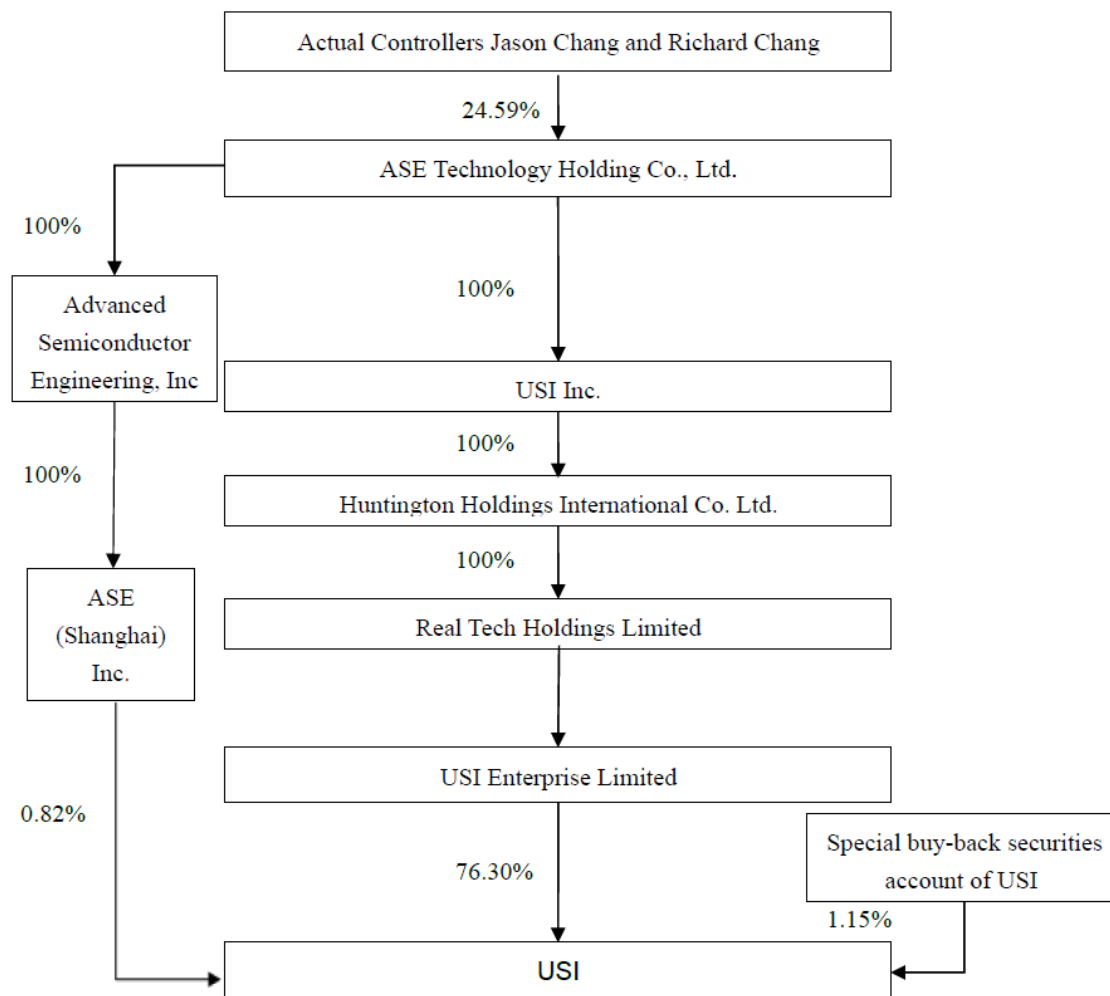 Actual Controllers Jason Chang and Richard Chang
24.59%
ASE Technology Holding Co., Ltd.
100%
100%
Advanced
Semiconductor
Engineering, Inc
USI Inc.
100%
100%
Huntington Holdings International Co. Ltd.
100%
ASE
(Shanghai)
Inc.
Real Tech Holdings Limited
USI Enterprise Limited
0.82%
76.30%
Special buy-back securities
account of USI
1.15%
USI